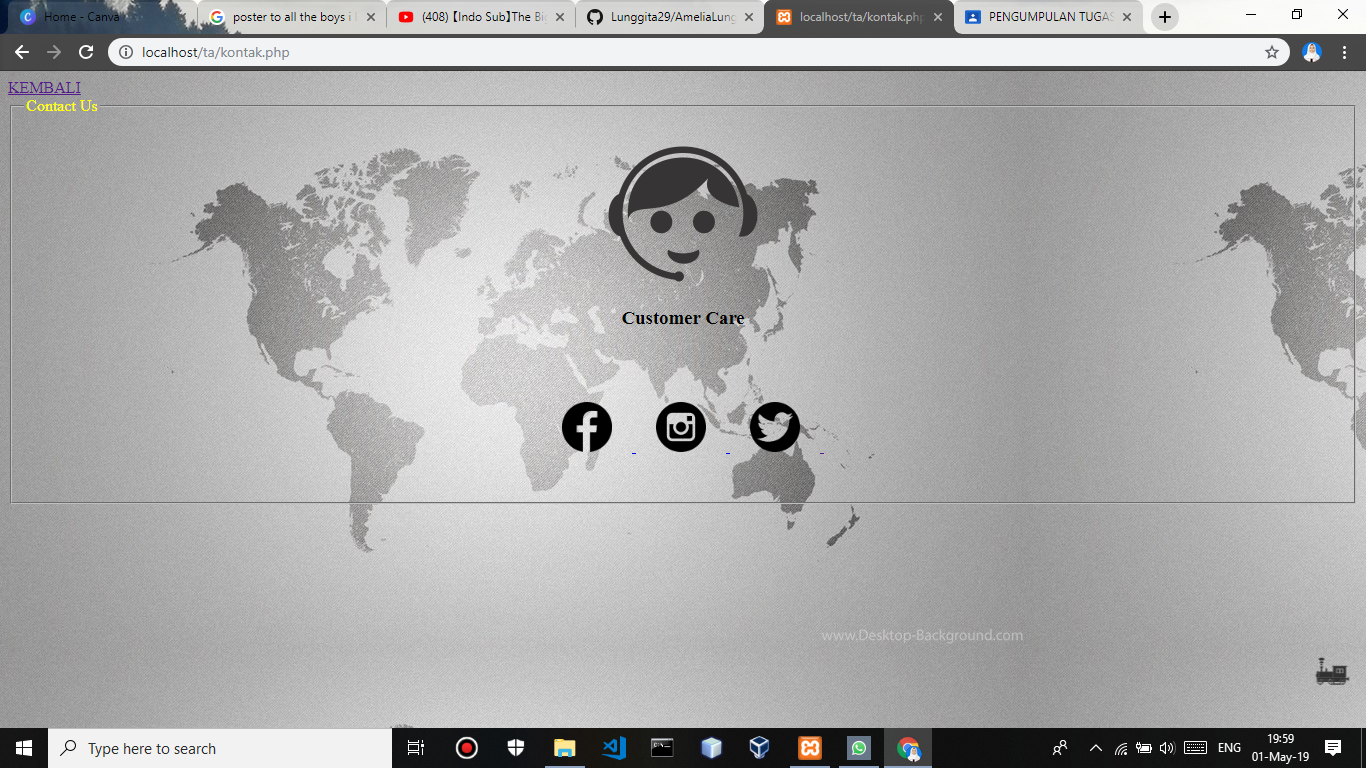 Home - Canva
poster to all the boys i
(408) 【Indo Sub】The Bi
Lunggita29/AmeliaLung
localhost/ta/kontak.php
PENGUMPULAN TUGAS
localhost/ta/kontak.php
KEMBALI
Contact Us
Customer Care
www.Desktop-Background.com
Type here to search
ENG
19:59
01-May-19